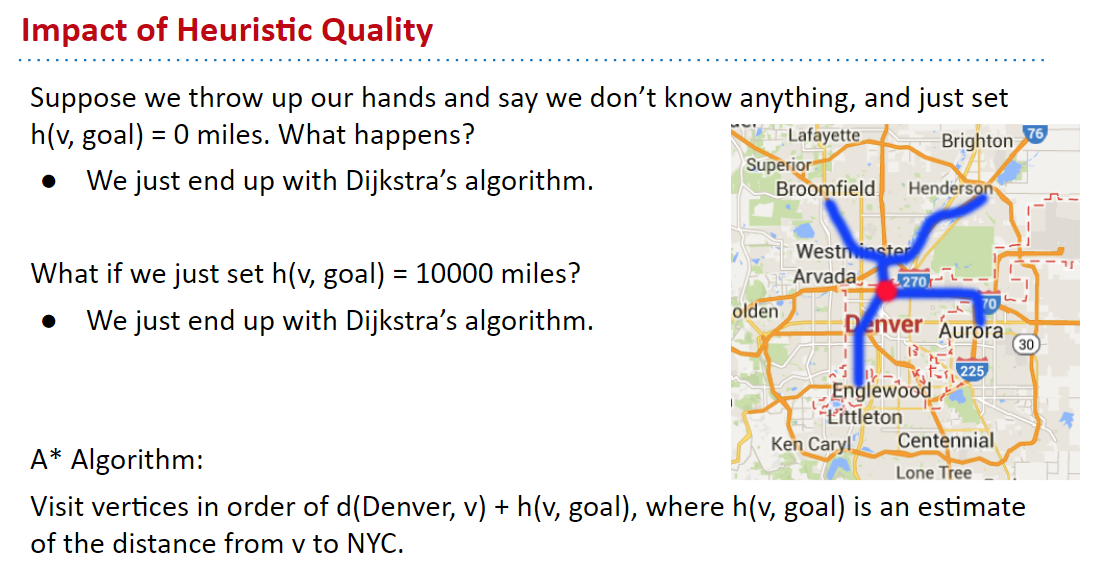 Impact of Heuristic Quality
Suppose we throw up our hands and say we don’t know anything, and just set
h(v, goal) = 0 miles. What happens?
● We just end up with Dijkstra’s algorithm.
What if we just set h(v, goal) = 10000 miles?
● We just end up with Dijkstra’s algorithm.
A* Algorithm:
Visit vertices in order of d(Denver, v) + h(v, goal), where h(v, goal) is an estimate
of the distance from v to NYC.
Lafayette
Brighton
76
Superior
Broomfield
Henderson
Westminster
Arvada
270
70
olden
Denver
Aurora
30
225
Englewood
Littleton
Ken Caryl
Centennial
Lone Tree